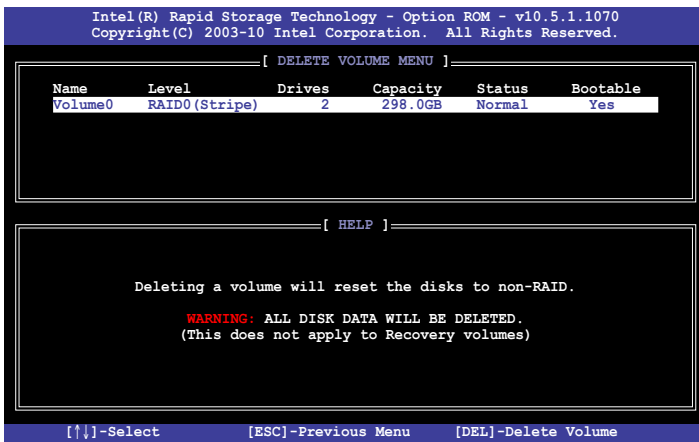 Intel(R) Rapid Storage Technology - Option ROM - v10.5.1.1070
Copyright(C) 2003-10 Intel Corporation. All Rights Reserved.
[ DELETE VOLUME MENU ]
Name Level Drives Capacity Status Bootable
Volume0 RAID0(Stripe) 2 298.0GB Normal Yes
[ HELP ]
Deleting a volume will reset the disks to non-RAID.
WARNING: ALL DISK DATA WILL BE DELETED.
(This does not apply to Recovery volumes)
[↑↓]-Select [ESC]-Previous Menu [DEL]-Delete Volume